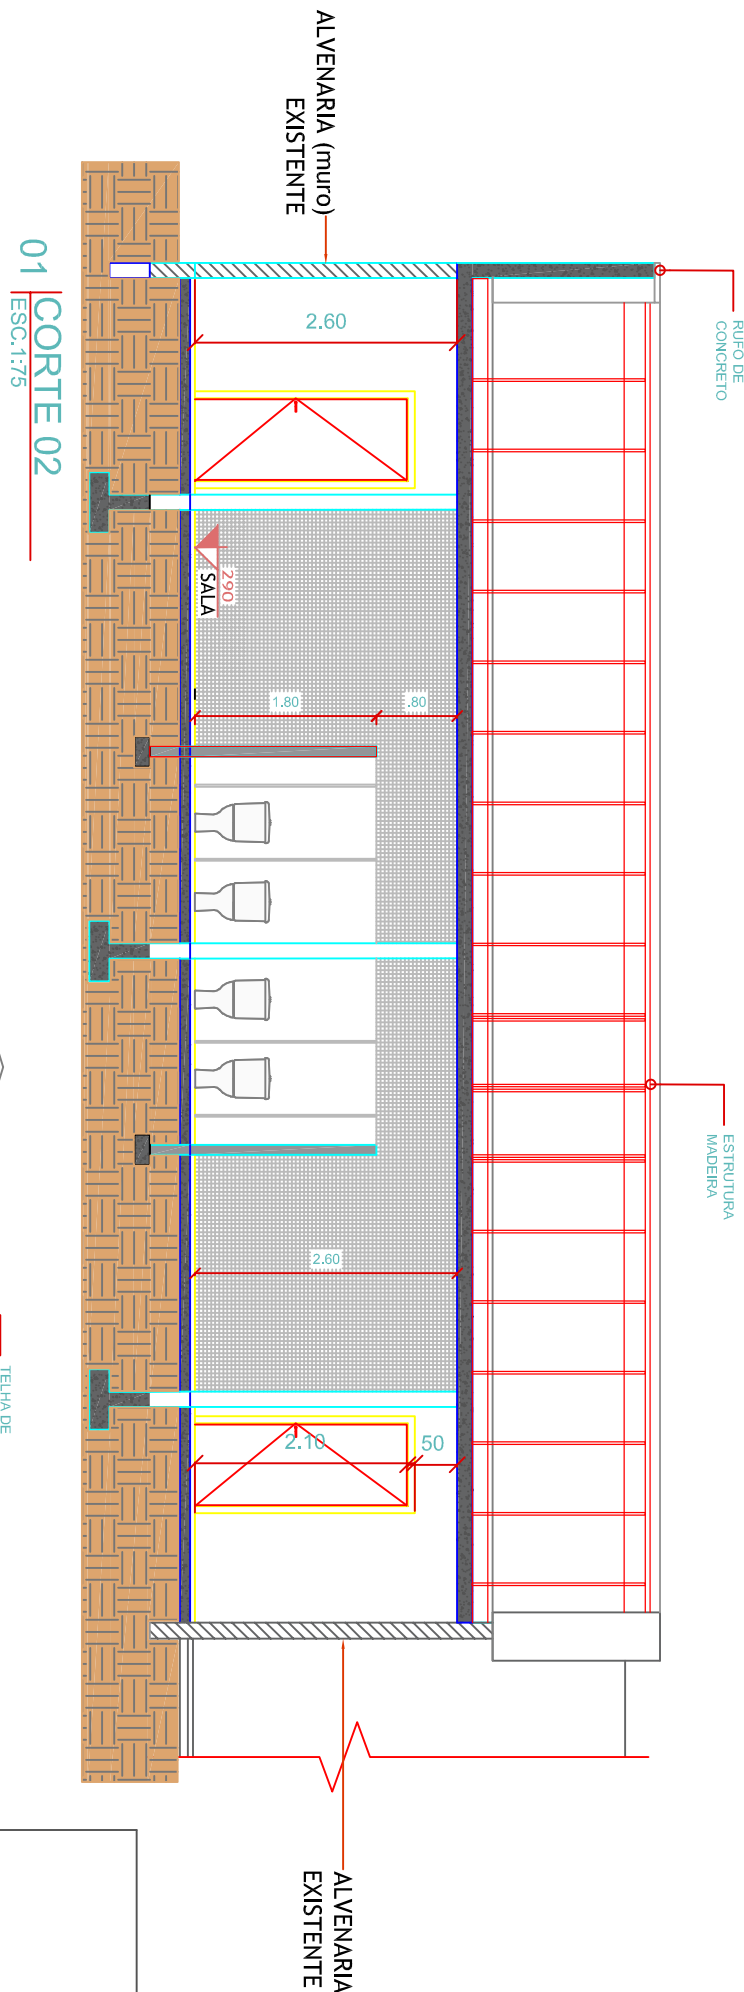 ALVENARIA (muro)
EXISTENTE
RUFO DE
CONCRETO
2.60
290
SALA
1.80
.80
ESTRUTURA
MADEIRA
2.60
2.10
50
ALVENARIA
EXISTENTE
01
CORTE 02
ESC.1:75
TELHA DE